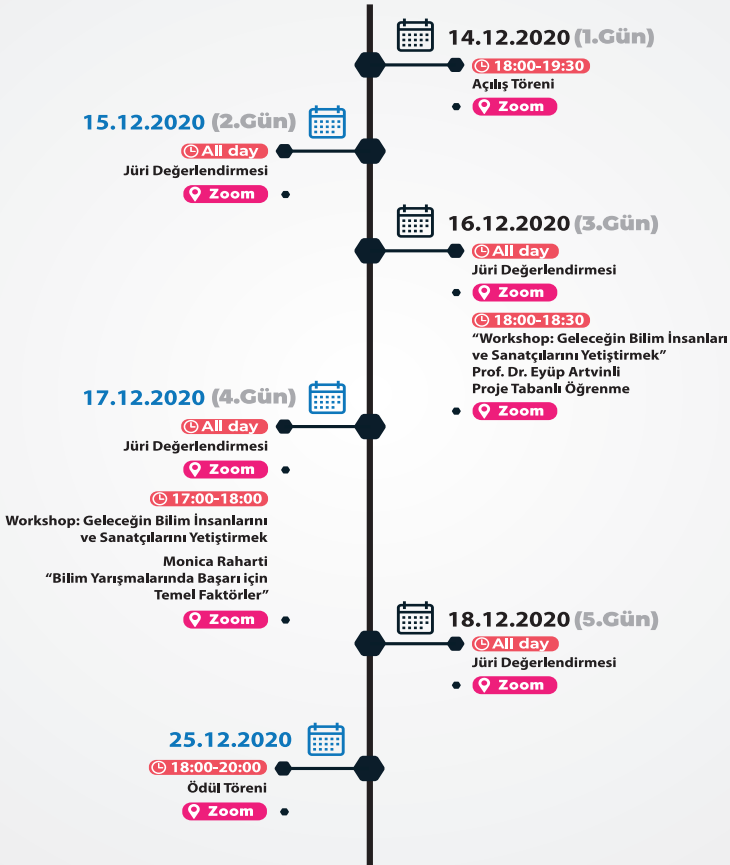 14.12.2020 (1.Gün)
18:00-19:30
Açılış Töreni
Zoom
15.12.2020 (2.Gün)
All day
Jüri Değerlendirmesi
Zoom
16.12.2020 (3.Gün)
All day
Jüri Değerlendirmesi
Zoom
18:00-18:30
“Workshop: Geleceğin Bilim İnsanları
ve Sanatçılarını Yetiştirmek”
Prof. Dr. Eyüp Artvinli
Proje Tabanlı Öğrenme
Zoom
17.12.2020 (4.Gün)
All day
Jüri Değerlendirmesi
Zoom
17:00-18:00
Workshop: Geleceğin Bilim İnsanlarını
ve Sanatçılarını Yetiştirmek
Monica Raharti
“Bilim Yarışmalarında Başarı için
Temel Faktörler”
Zoom
18.12.2020 (5.Gün)
All day
Jüri Değerlendirmesi
Zoom
25.12.2020
18:00-20:00
Ödül Töreni
Zoom